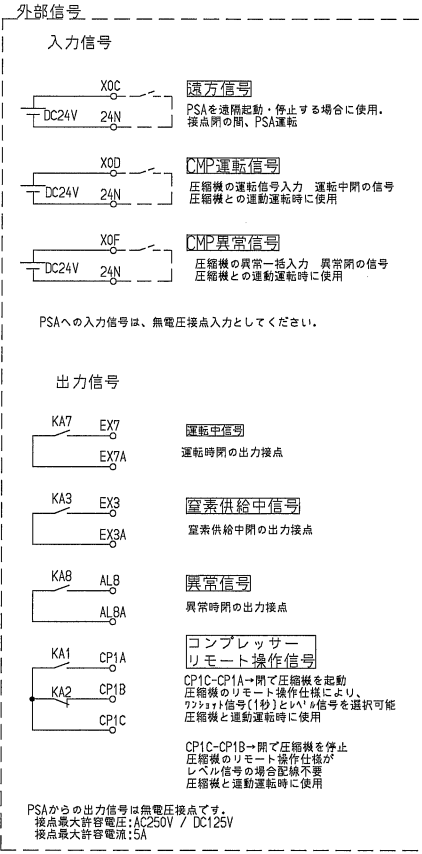 外部信号
入力信号
X0C
遠方信号
DC24V
24N
PSAを遠隔起動・停止する場合に使用.
接点閉の間、PSA運転
X0D
CMP運転信号
DC24V
24N
圧縮機の運転信号入力 運転中閉の信号
圧縮機との連動運転時に使用
X0F
CMP異常信号
DC24V
24N
圧縮機の異常一括入力 異常閉の信号
圧縮機との連動運転時に使用
PSAへの入力信号は、無電圧接点入力としてください.
出力信号
KA7
EX7
EX7A
運転中信号
運転時閉の出力接点
KA3
EX3
EX3A
窒素供給中信号
窒素供給中閉の出力接点
KA8
AL8
AL8A
異常信号
異常時閉の出力接点
コンプレッサー
リモート操作信号
KA1
CP1A
KA2
CP1B
CP1C
CP1C-CP1A→閉で圧縮機を起動
圧縮機のリモート操作仕様により、
ワンショット信号(1秒)とレベル信号を選択可能
圧縮機と連動運転時に使用
CP1C-CP1B→開で圧縮機を停止
圧縮機のリモート操作仕様が
レベル信号の場合配線不要
圧縮機と連動運転時に使用
PSAからの出力信号は無電圧接点です.
接点最大許容電圧:AC250V / DC125V
接点最大許容電流:5A